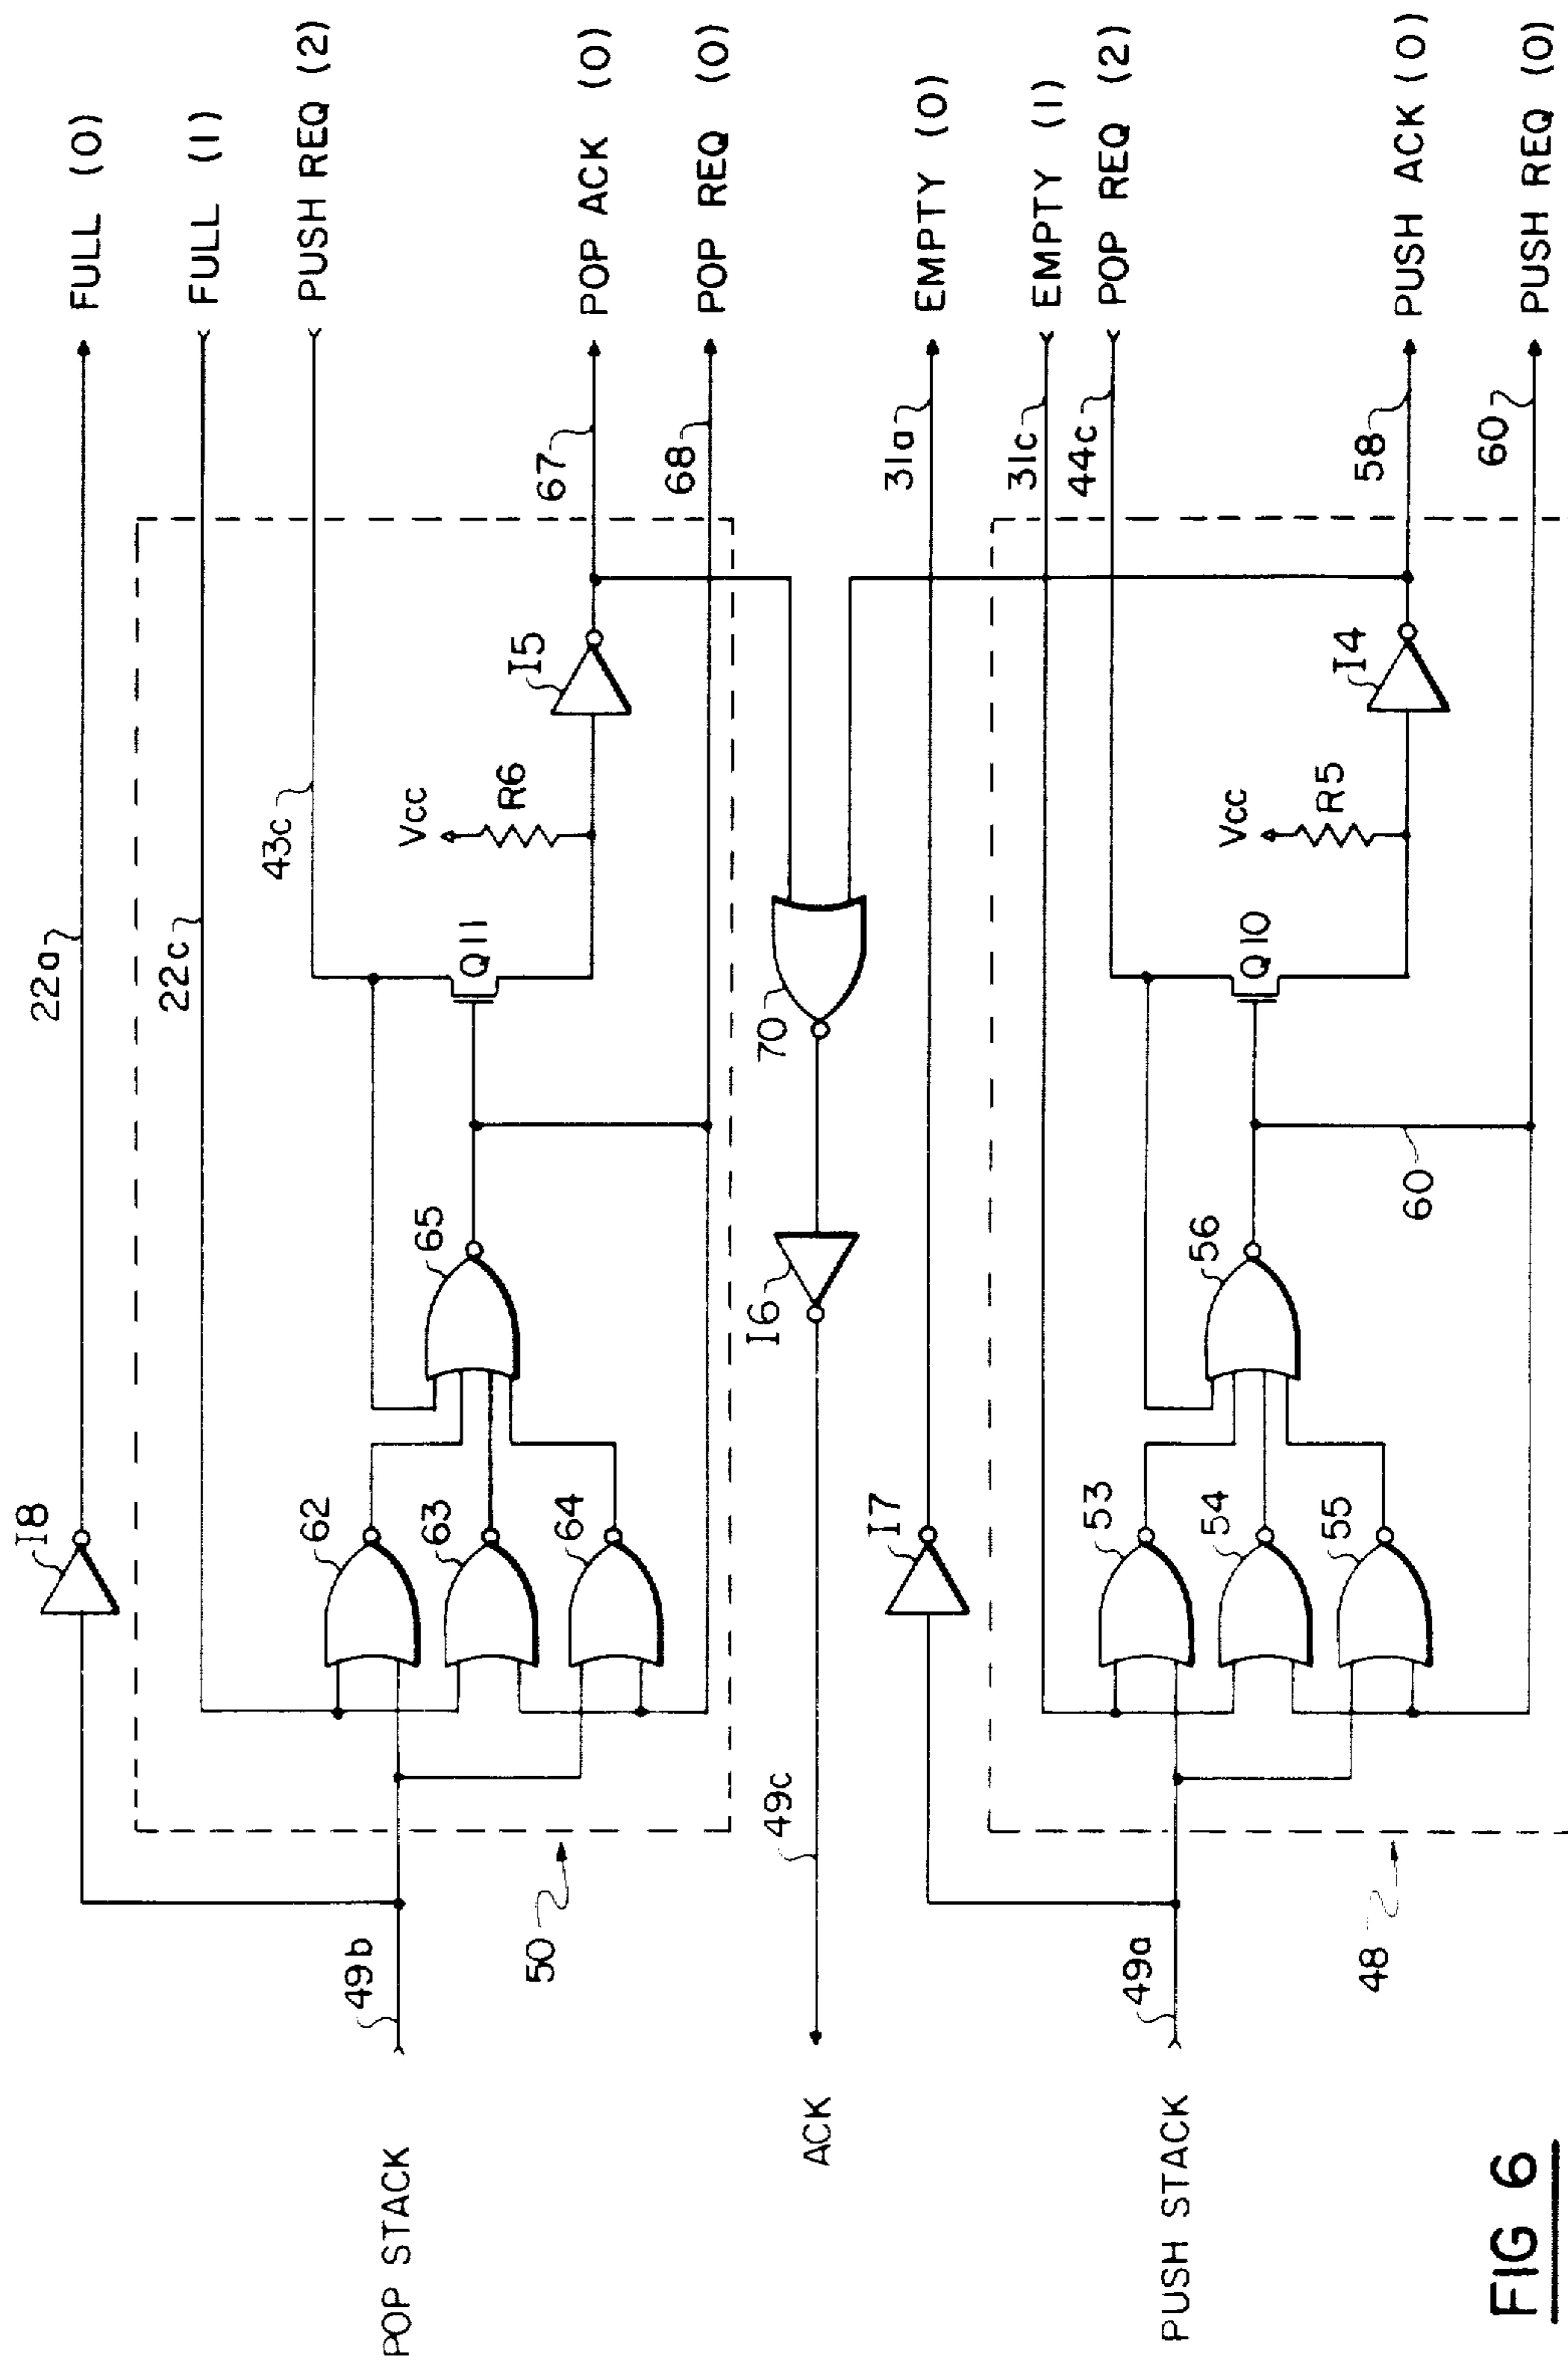 FULL (0)
22a
I8
FULL (1)
22c
PUSH REQ (2)
43c
62
63
64
65
Q11
Vcc
R6
I5
POP ACK (0)
67
POP REQ (0)
68
POP STACK
49b
50
70
I6
ACK
49c
EMPTY (0)
31a
I7
EMPTY (1)
31c
POP REQ (2)
44c
53
54
55
56
Q10
Vcc
R5
I4
PUSH ACK (0)
58
60
PUSH REQ (0)
60
PUSH STACK
49a
48
FIG 6